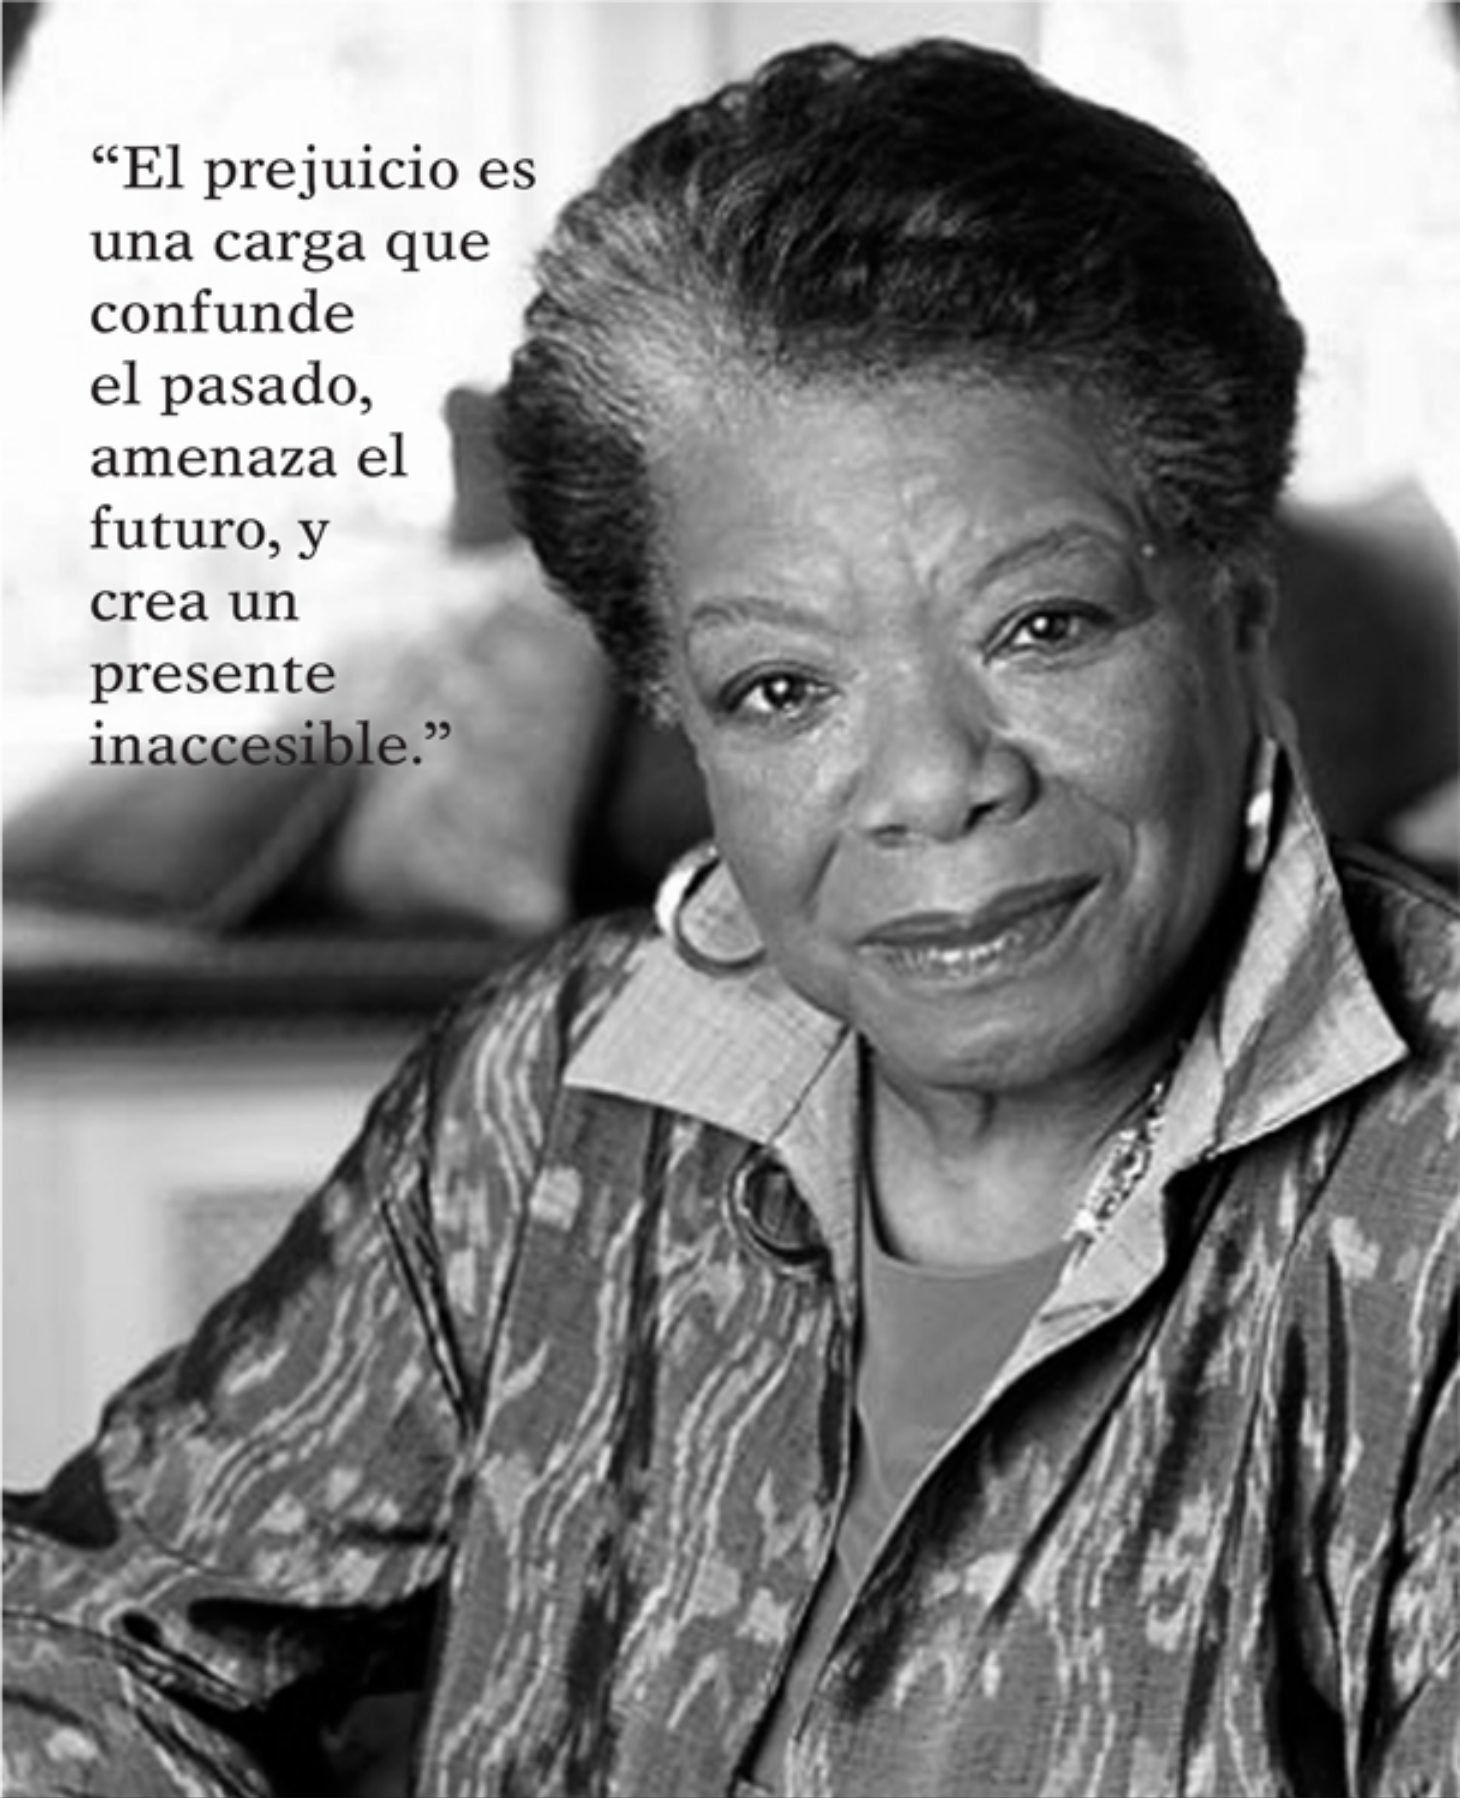 “El prejuicio es
una carga que
confunde
el pasado,
amenaza el
futuro, y
crea un
presente
inaccesible.”